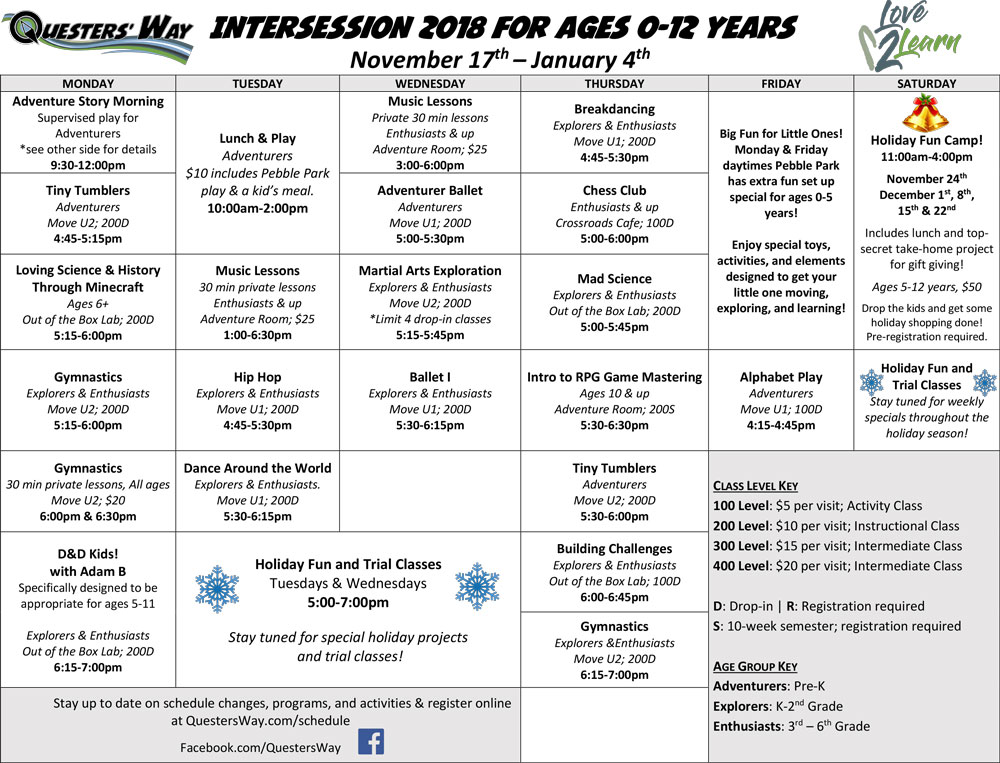 QUESTERS' WAY
INTERSESSION 2018 FOR AGES 0-12 YEARS
November 17th – January 4th
Love 2Learn
MONDAY
TUESDAY
WEDNESDAY
THURSDAY
FRIDAY
SATURDAY
Adventure Story Morning
Supervised play for
Adventurers
*see other side for details
9:30-12:00pm
Lunch & Play
Adventurers
$10 includes Pebble Park
play & a kid's meal.
10:00am-2:00pm
Music Lessons
Private 30 min lessons
Enthusiasts & up
Adventure Room; $25
3:00-6:00pm
Breakdancing
Explorers & Enthusiasts
Move U1; 200D
4:45-5:30pm
Big Fun for Little Ones!
Monday & Friday
daytimes Pebble Park
has extra fun set up
special for ages 0-5
years!
Enjoy special toys,
activities, and elements
designed to get your
little one moving,
exploring, and learning!
Holiday Fun Camp!
11:00am-4:00pm
November 24th
December 1st, 8th,
15th & 22nd
Includes lunch and top-
secret take-home project
for gift giving!
Ages 5-12 years, $50
Drop the kids and get some
holiday shopping done!
Pre-registration required.
Tiny Tumblers
Adventurers
Move U2; 200D
4:45-5:15pm
Adventurer Ballet
Adventurers
Move U1; 200D
5:00-5:30pm
Chess Club
Enthusiasts & up
Crossroads Cafe; 100D
5:00-6:00pm
Loving Science & History
Through Minecraft
Ages 6+
Out of the Box Lab; 200D
5:15-6:00pm
Music Lessons
30 min private lessons
Enthusiasts & up
Adventure Room; $25
1:00-6:30pm
Martial Arts Exploration
Explorers & Enthusiasts
Move U2; 200D
*Limit 4 drop-in classes
5:15-5:45pm
Mad Science
Explorers & Enthusiasts
Out of the Box Lab; 200D
5:00-5:45pm
Gymnastics
Explorers & Enthusiasts
Move U2; 200D
5:15-6:00pm
Hip Hop
Explorers & Enthusiasts
Move U1; 200D
4:45-5:30pm
Ballet I
Explorers & Enthusiasts
Move U1; 200D
5:30-6:15pm
Intro to RPG Game Mastering
Ages 10 & up
Adventure Room; 200S
5:30-6:30pm
Alphabet Play
Adventurers
Move U1; 100D
4:15-4:45pm
Holiday Fun and
Trial Classes
Stay tuned for weekly
specials throughout the
holiday season!
Gymnastics
30 min private lessons, All ages
Move U2; $20
6:00pm & 6:30pm
Dance Around the World
Explorers & Enthusiasts.
Move U1; 200D
5:30-6:15pm
Tiny Tumblers
Adventurers
Move U2; 200D
5:30-6:00pm
D&D Kids!
with Adam B
Specifically designed to be
appropriate for ages 5-11
Explorers & Enthusiasts
Out of the Box Lab; 200D
6:15-7:00pm
Holiday Fun and Trial Classes
Tuesdays & Wednesdays
5:00-7:00pm
Stay tuned for special holiday projects
and trial classes!
Building Challenges
Explorers & Enthusiasts
Out of the Box Lab; 100D
6:00-6:45pm
Gymnastics
Explorers &Enthusiasts
Move U2; 200D
6:15-7:00pm
CLASS LEVEL KEY
100 Level: $5 per visit; Activity Class
200 Level: $10 per visit; Instructional Class
300 Level: $15 per visit; Intermediate Class
400 Level: $20 per visit; Intermediate Class
D: Drop-in | R: Registration required
S: 10-week semester; registration required
AGE GROUP KEY
Adventurers: Pre-K
Explorers: K-2nd Grade
Enthusiasts: 3rd – 6th Grade
Stay up to date on schedule changes, programs, and activities & register online
at QuestersWay.com/schedule
Facebook.com/QuestersWay